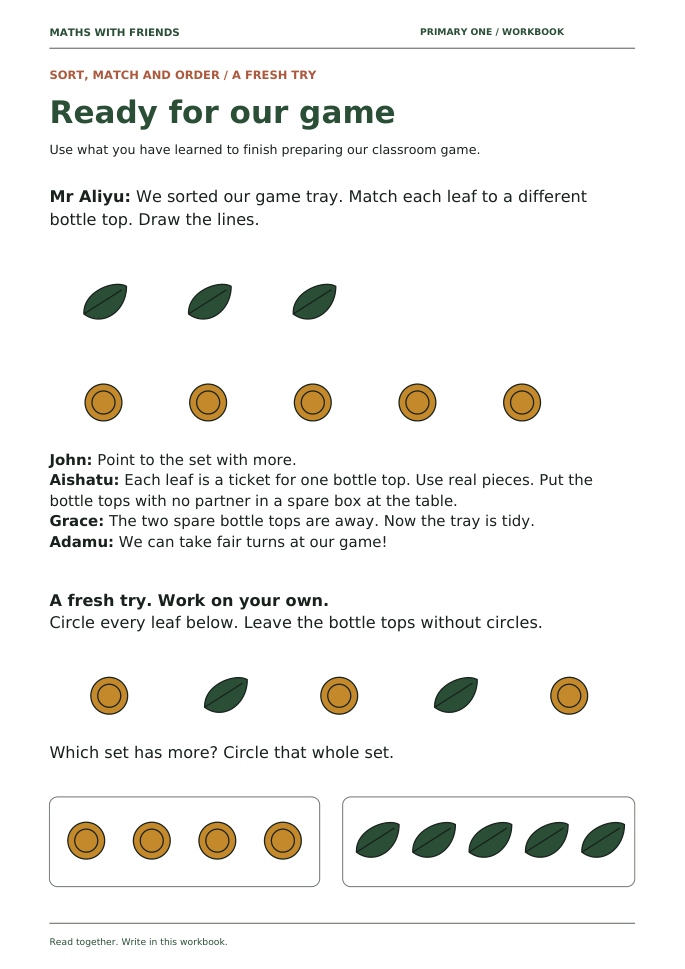 MATHS WITH FRIENDS
PRIMARY ONE / WORKBOOK
SORT, MATCH AND ORDER / A FRESH TRY
Ready for our game
Use what you have learned to finish preparing our classroom game.
Mr Aliyu: We sorted our game tray. Match each leaf to a different
bottle top. Draw the lines.
John: Point to the set with more.
Aishatu: Each leaf is a ticket for one bottle top. Use real pieces. Put the
bottle tops with no partner in a spare box at the table.
Grace: The two spare bottle tops are away. Now the tray is tidy.
Adamu: We can take fair turns at our game!
A fresh try. Work on your own.
Circle every leaf below. Leave the bottle tops without circles.
Which set has more? Circle that whole set.
Read together. Write in this workbook.